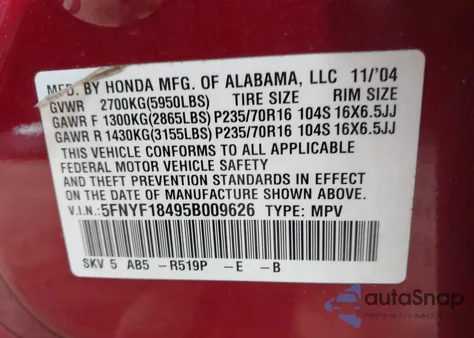 MFD. BY HONDA MFG. OF ALABAMA, LLC 11/'04
GVWR 2700KG(5950LBS) TIRE SIZE RIM SIZE
GAWR F 1300KG(2865LBS) P235/70R16 104S 16X6.5JJ
GAWR R 1430KG(3155LBS) P235/70R16 104S 16X6.5JJ
THIS VEHICLE CONFORMS TO ALL APPLICABLE
FEDERAL MOTOR VEHICLE SAFETY AND
THEFT PREVENTION STANDARDS IN EFFECT
ON THE DATE OF MANUFACTURE SHOWN ABOVE.
V.I.N.: 5FNYF18495B009626 TYPE: MPV
SKV 5 AB5 -R519P -E -B
autoSnap